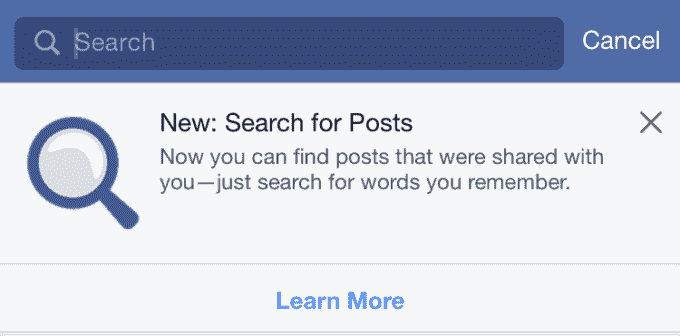 Search
Cancel
New: Search for Posts
Now you can find posts that were shared with
you—just search for words you remember.
Learn More